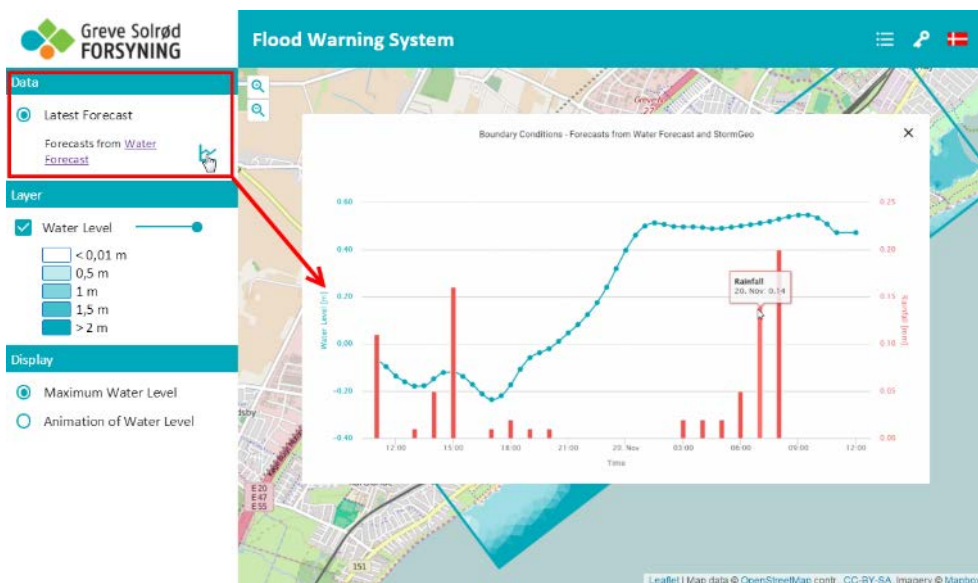 Greve Solrød
FORSYNING
Flood Warning System
Data
Latest Forecast
Forecasts from Water
Forecast
Layer
Water Level
< 0,01 m
0,5 m
1 m
1,5 m
> 2 m
Display
Maximum Water Level
Animation of Water Level
Boundary Conditions - Forecasts from Water Forecast and StormGeo
0.60
0.40
0.20
0.00
-0.20
-0.40
Water Level [m]
0.25
0.20
0.15
0.10
0.05
0.00
Rainfall [mm]
Rainfall
20. Nov 0.14
12:00 15:00 18:00 21:00 20. Nov 03:00 06:00 09:00 12:00
Time
Greve
27
E20
E47
E55
151
Leaflet | Map data © OpenStreetMap contr., CC-BY-SA, Imagery © Mapbox